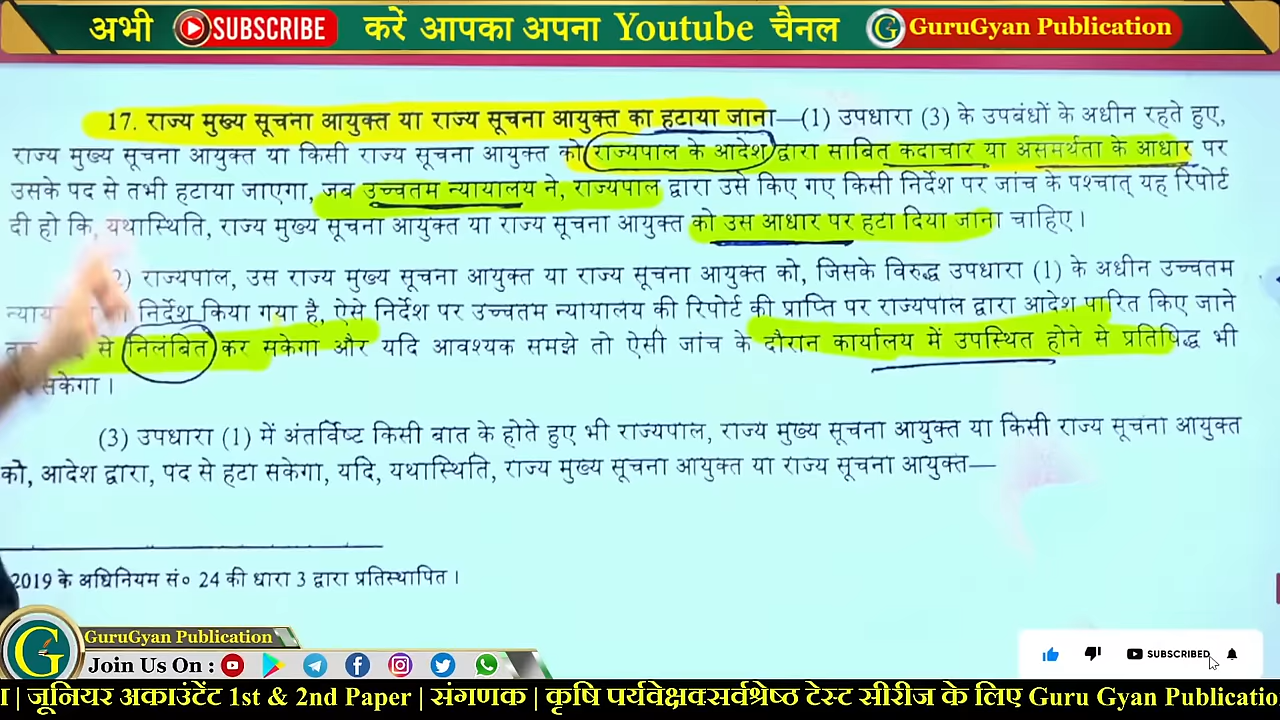 अभी SUBSCRIBE करें आपका अपना Youtube चैनल GuruGyan Publication
17. राज्य मुख्य सूचना आयुक्त या राज्य सूचना आयुक्त का हटाया जाना—(1) उपधारा (3) के उपबंधों के अधीन रहते हुए,
राज्य मुख्य सूचना आयुक्त या किसी राज्य सूचना आयुक्त को राज्यपाल के आदेश द्वारा साबित कदाचार या असमर्थता के आधार पर
उसके पद से तभी हटाया जाएगा, जब उच्चतम न्यायालय ने, राज्यपाल द्वारा उसे किए गए किसी निर्देश पर जांच के पश्चात् यह रिपोर्ट
दी हो कि, यथास्थिति, राज्य मुख्य सूचना आयुक्त या राज्य सूचना आयुक्त को उस आधार पर हटा दिया जाना चाहिए।
) राज्यपाल, उस राज्य मुख्य सूचना आयुक्त या राज्य सूचना आयुक्त को, जिसके विरुद्ध उपधारा (1) के अधीन उच्चतम
निर्देश किया गया है, ऐसे निर्देश पर उच्चतम न्यायालय की रिपोर्ट की प्राप्ति पर राज्यपाल द्वारा आदेश पारित किए जाने
से निलंबित कर सकेगा और यदि आवश्यक समझे तो ऐसी जांच के दौरान कार्यालय में उपस्थित होने से प्रतिषिद्ध भी
सकेगा।
(3) उपधारा (1) में अंतर्विष्ट किसी बात के होते हुए भी राज्यपाल, राज्य मुख्य सूचना आयुक्त या किसी राज्य सूचना आयुक्त
को, आदेश द्वारा, पद से हटा सकेगा, यदि, यथास्थिति, राज्य मुख्य सूचना आयुक्त या राज्य सूचना आयुक्त—
2019 के अधिनियम सं० 24 की धारा 3 द्वारा प्रतिस्थापित।
G GuruGyan Publication
Join Us On :
SUBSCRIBED
| जूनियर अकाउंटेंट 1st & 2nd Paper | संगणक | कृषि पर्यवेक्षक सर्वश्रेष्ठ टेस्ट सीरीज के लिए Guru Gyan Publicatio